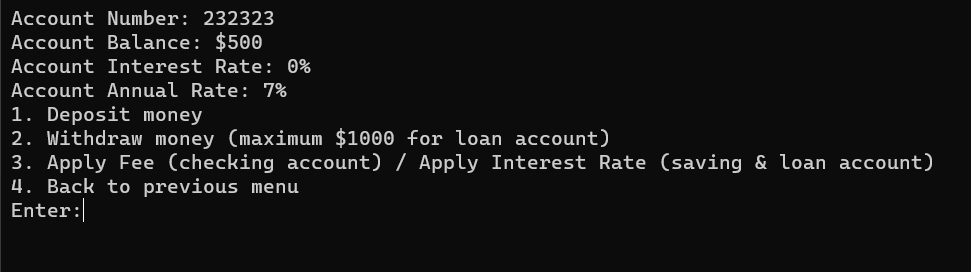 Account Number: 232323
Account Balance: $500
Account Interest Rate: 0%
Account Annual Rate: 7%
1. Deposit money
2. Withdraw money (maximum $1000 for loan account)
3. Apply Fee (checking account) / Apply Interest Rate (saving & loan account)
4. Back to previous menu
Enter: